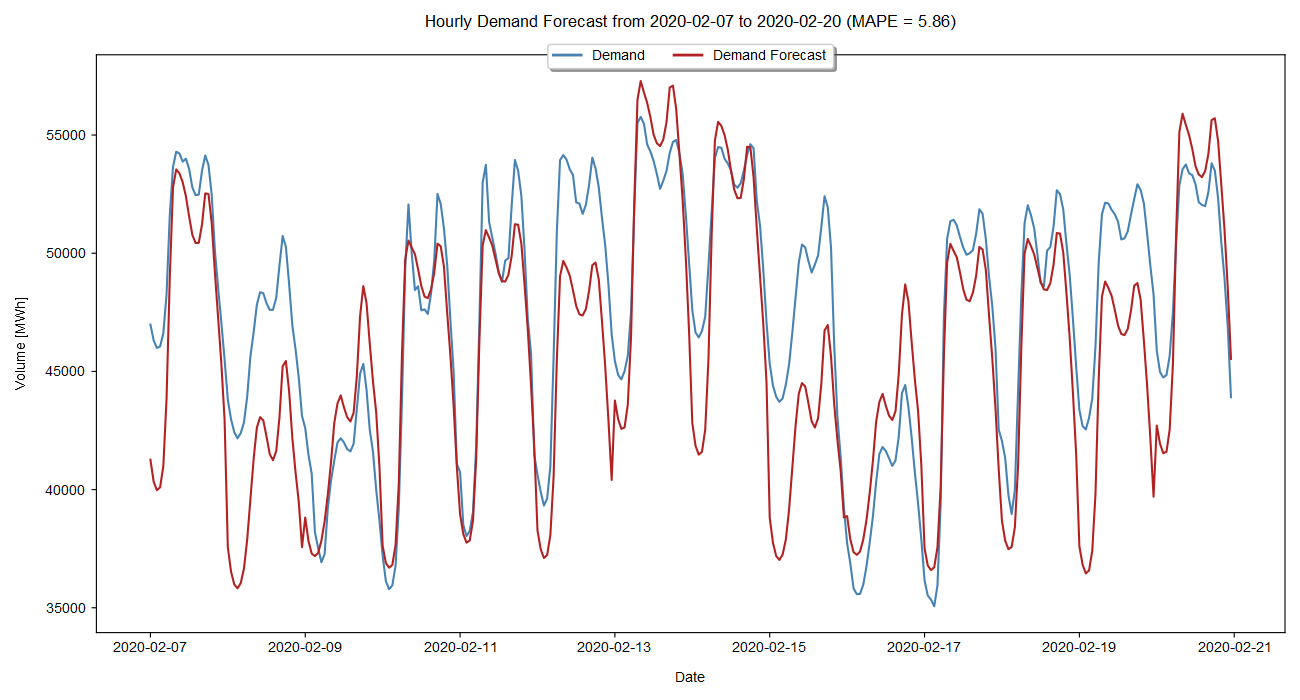 Hourly Demand Forecast from 2020-02-07 to 2020-02-20 (MAPE = 5.86)
Demand Demand Forecast
Volume [MWh]
55000
50000
45000
40000
35000
2020-02-07 2020-02-09 2020-02-11 2020-02-13 2020-02-15 2020-02-17 2020-02-19 2020-02-21
Date